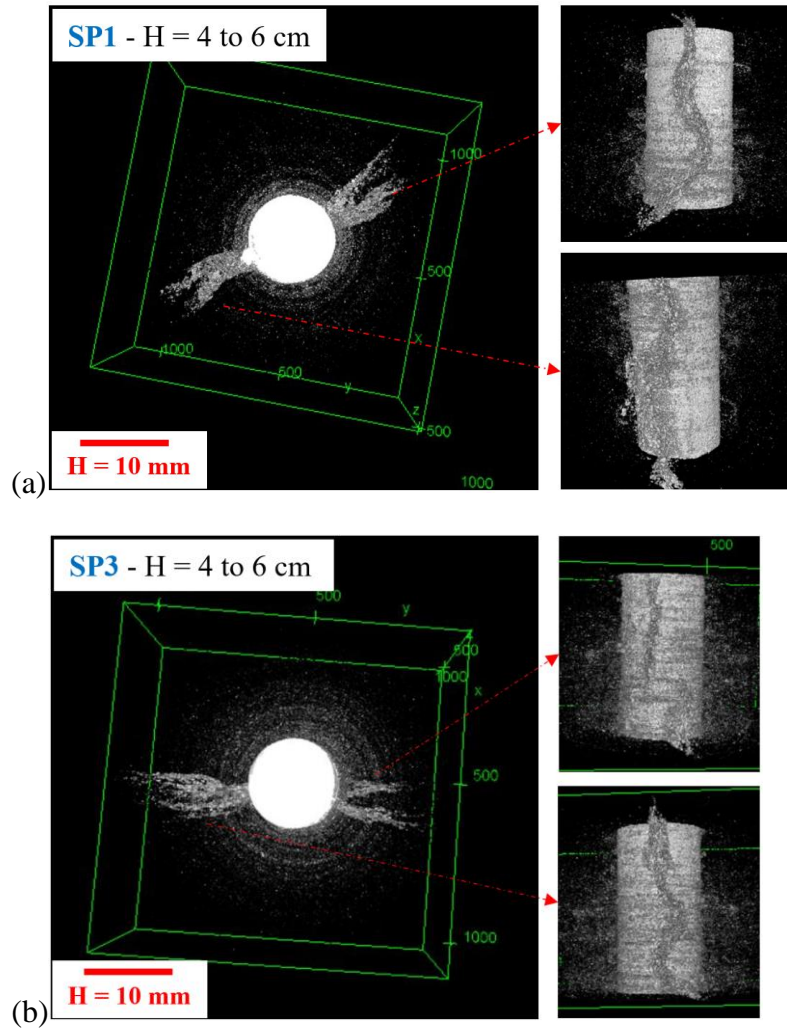 SP1 - H = 4 to 6 cm
1000
500
x
1000
500
y
z
500
H = 10 mm
1000
(a)
SP3 - H = 4 to 6 cm
500
y
500
1000
x
500
1000
H = 10 mm
(b)
500